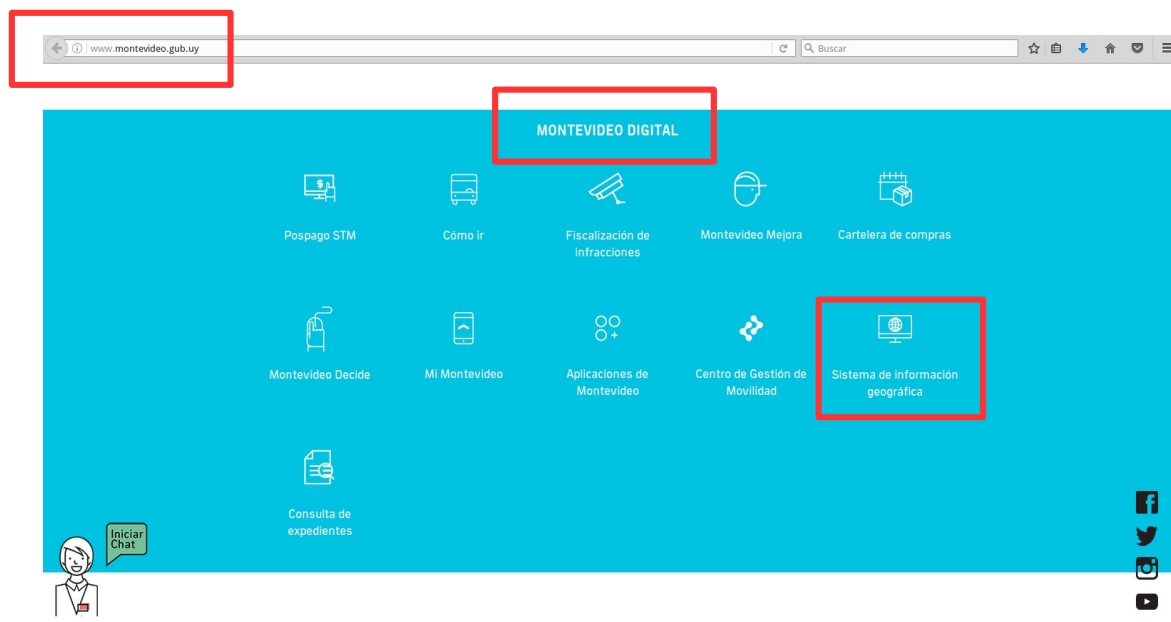 www.montevideo.gub.uy
Buscar
MONTEVIDEO DIGITAL
Pospago STM
Cómo ir
Fiscalización de
infracciones
Montevideo Mejora
Cartelera de compras
Montevideo Decide
Mi Montevideo
Aplicaciones de
Montevideo
Centro de Gestión de
Movilidad
Sistema de información
geográfica
Consulta de
expedientes
Iniciar
Chat